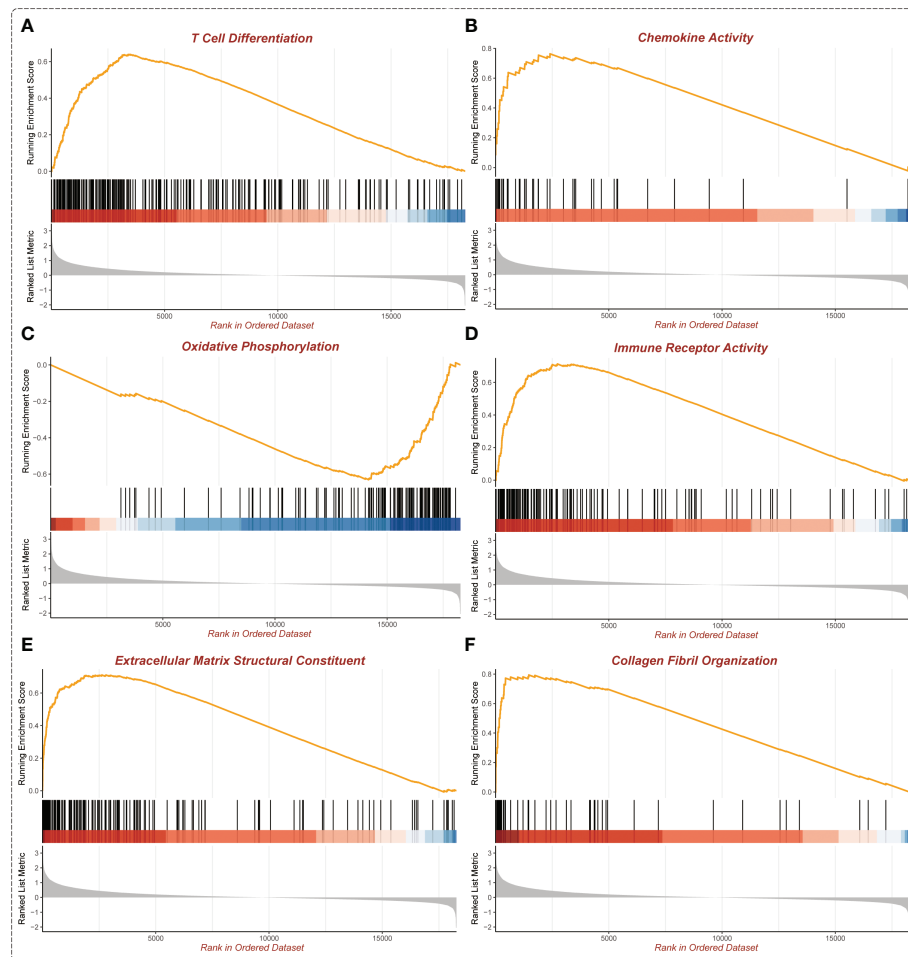 A
T Cell Differentiation
Running Enrichment Score
0.6
0.4
0.2
0.0
Ranked List Metric
3
2
1
0
−1
−2
5000
10000
15000
Rank in Ordered Dataset
B
Chemokine Activity
Running Enrichment Score
0.8
0.6
0.4
0.2
0.0
Ranked List Metric
3
2
1
0
−1
−2
5000
10000
15000
Rank in Ordered Dataset
C
Oxidative Phosphorylation
Running Enrichment Score
0.0
−0.2
−0.4
−0.6
Ranked List Metric
3
2
1
0
−1
−2
5000
10000
15000
Rank in Ordered Dataset
D
Immune Receptor Activity
Running Enrichment Score
0.6
0.4
0.2
0.0
Ranked List Metric
3
2
1
0
−1
−2
5000
10000
15000
Rank in Ordered Dataset
E
Extracellular Matrix Structural Constituent
Running Enrichment Score
0.6
0.4
0.2
0.0
Ranked List Metric
3
2
1
0
−1
−2
5000
10000
15000
Rank in Ordered Dataset
F
Collagen Fibril Organization
Running Enrichment Score
0.8
0.6
0.4
0.2
0.0
Ranked List Metric
3
2
1
0
−1
−2
5000
10000
15000
Rank in Ordered Dataset